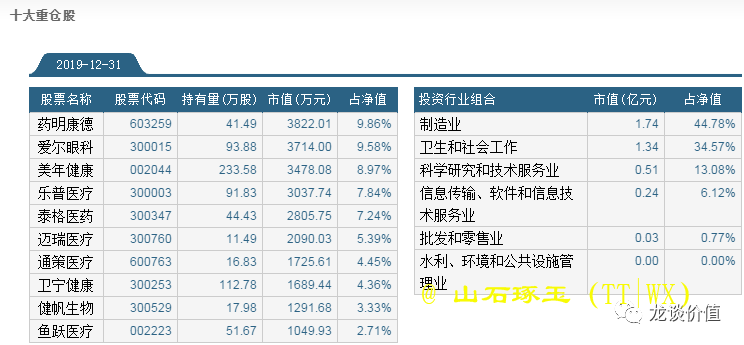 十大重仓股
2019-12-31
股票名称 股票代码 持有量(万股) 市值(万元) 占净值
药明康德 603259 41.49 3822.01 9.86%
爱尔眼科 300015 93.88 3714.00 9.58%
美年健康 002044 233.58 3478.08 8.97%
乐普医疗 300003 91.83 3037.74 7.84%
泰格医药 300347 44.43 2805.75 7.24%
迈瑞医疗 300760 11.49 2090.03 5.39%
通策医疗 600763 16.83 1725.61 4.45%
卫宁健康 300253 112.78 1689.44 4.36%
健帆生物 300529 17.98 1291.68 3.33%
鱼跃医疗 002223 51.67 1049.93 2.71%
投资行业组合 市值(亿元) 占净值
制造业 1.74 44.78%
卫生和社会工作 1.34 34.57%
科学研究和技术服务业 0.51 13.08%
信息传输、软件和信息技 0.24 6.12%
术服务业
批发和零售业 0.03 0.77%
水利、环境和公共设施管 0.00 0.00%
理业
@ 山石琢玉 (TT|WX)
龙谈价值